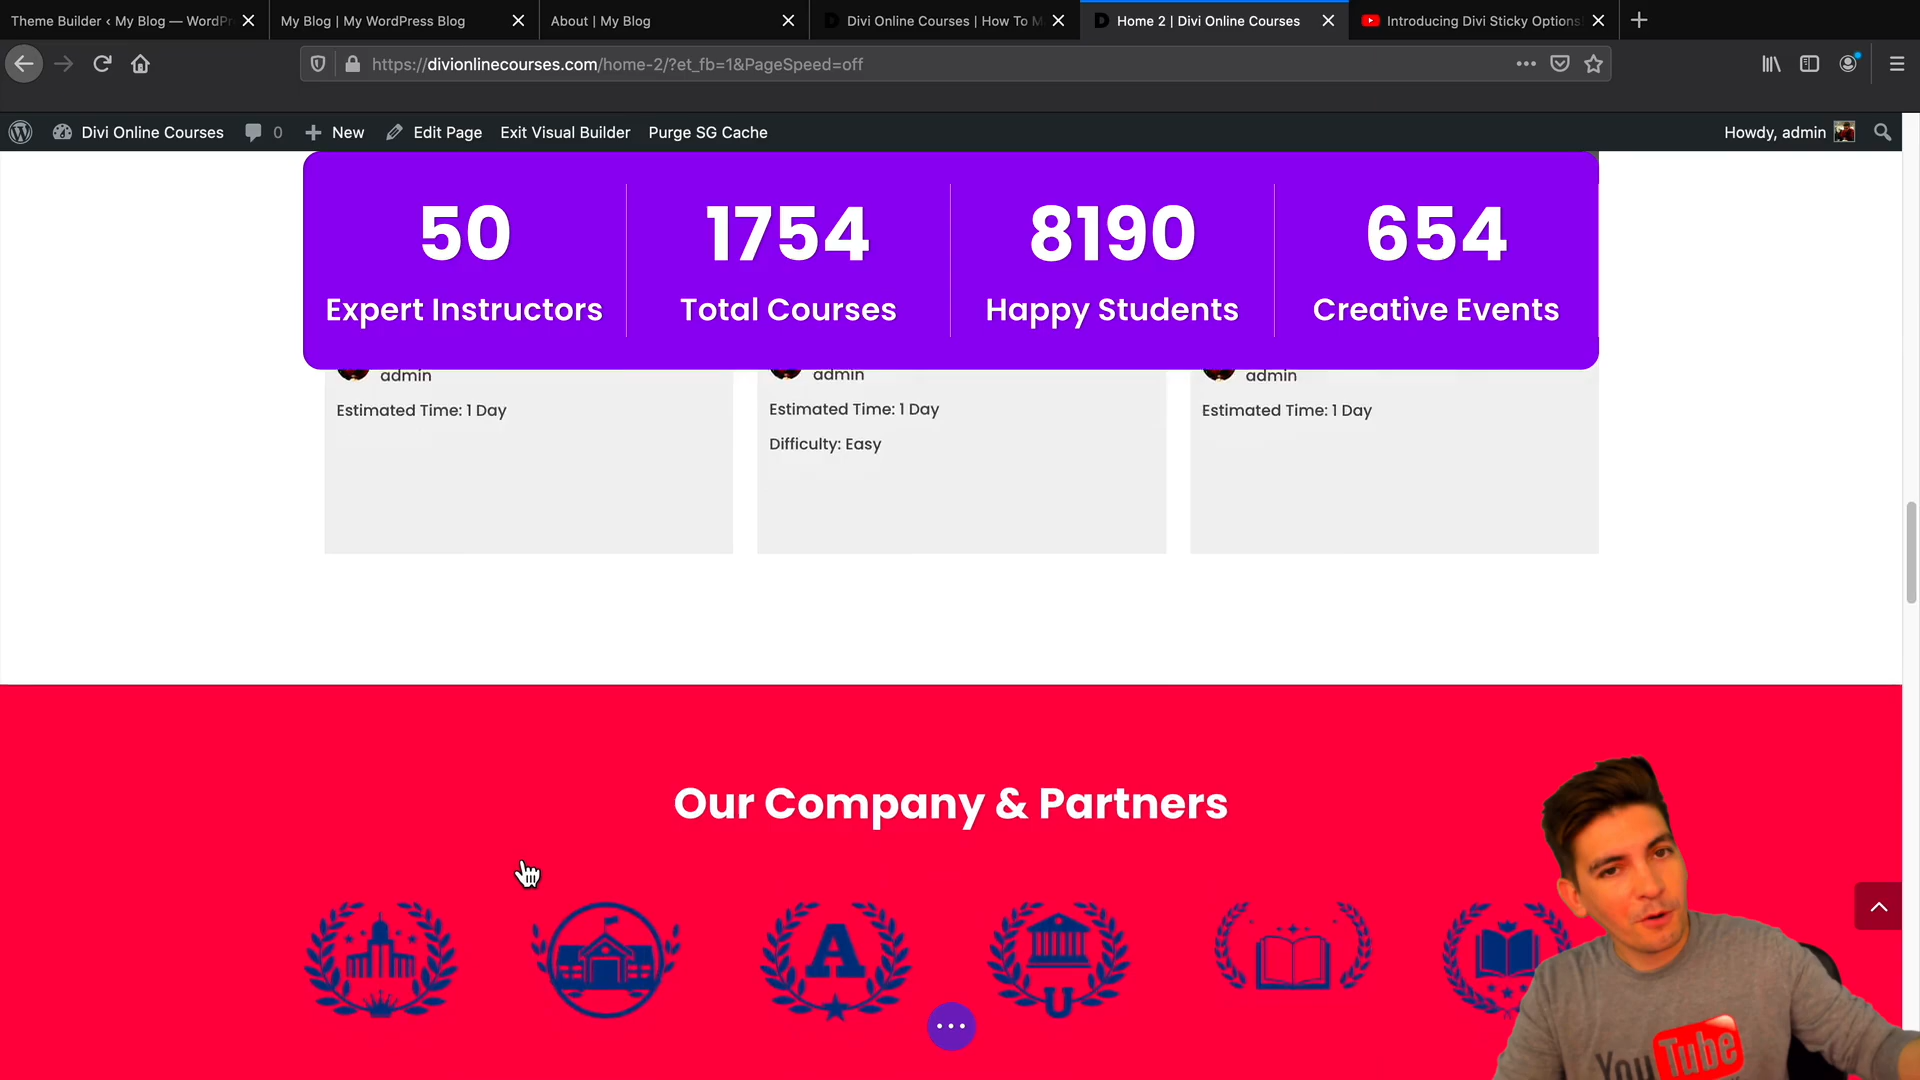 Theme Builder ‹ My Blog — WordPr
My Blog | My WordPress Blog
About | My Blog
Divi Online Courses | How To M
Home 2 | Divi Online Courses
Introducing Divi Sticky Options
https://divionlinecourses.com/home-2/?et_fb=1&PageSpeed=off
Divi Online Courses
0
New
Edit Page
Exit Visual Builder
Purge SG Cache
Howdy, admin
50
1754
8190
654
Expert Instructors
Total Courses
Happy Students
Creative Events
admin
admin
admin
Estimated Time: 1 Day
Estimated Time: 1 Day
Estimated Time: 1 Day
Difficulty: Easy
Our Company & Partners
A
U
YouTube